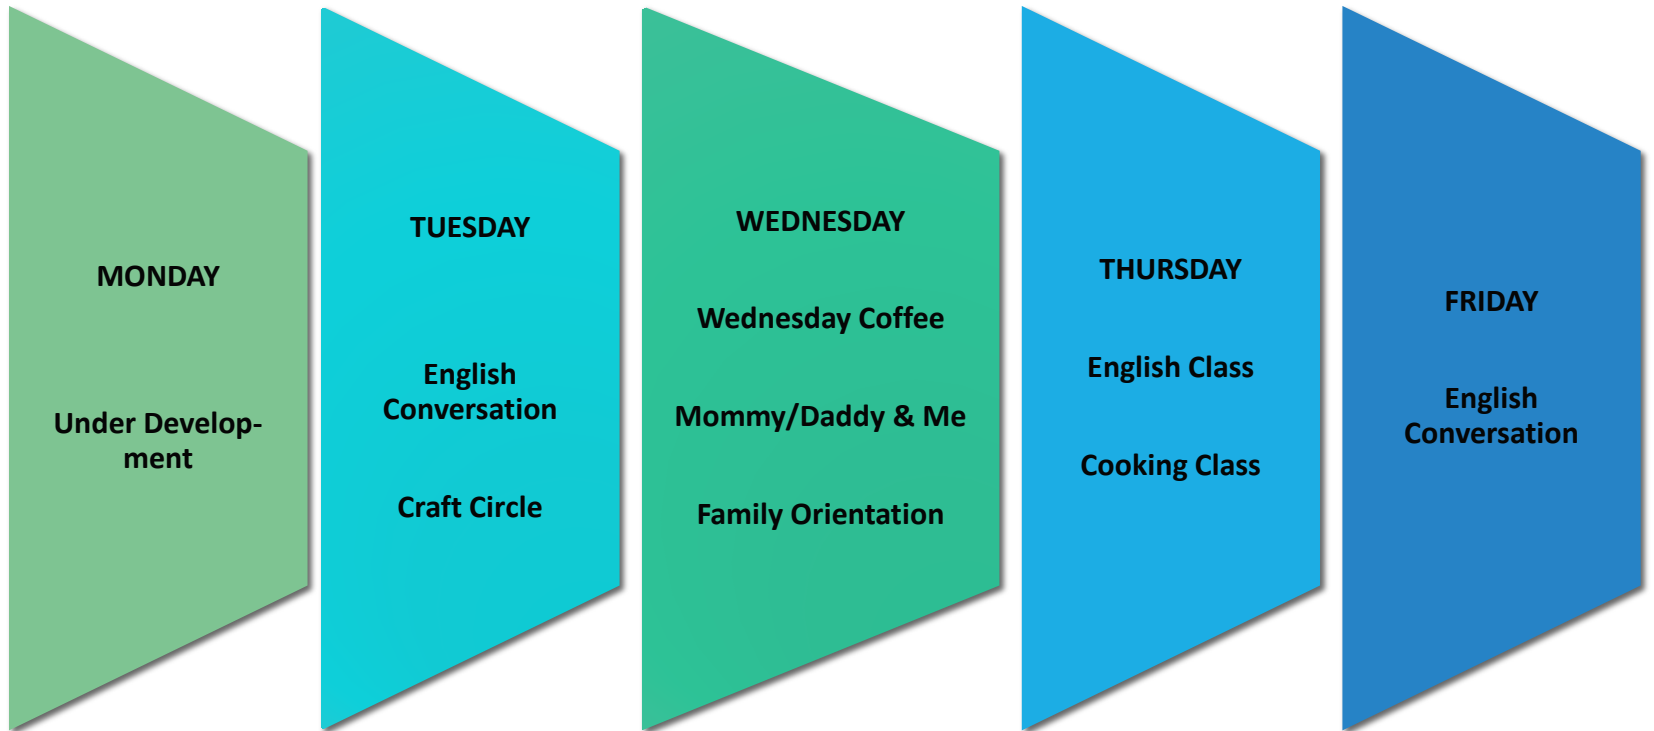 MONDAY
Under Develop-
ment
TUESDAY
English
Conversation
Craft Circle
WEDNESDAY
Wednesday Coffee
Mommy/Daddy & Me
Family Orientation
THURSDAY
English Class
Cooking Class
FRIDAY
English
Conversation